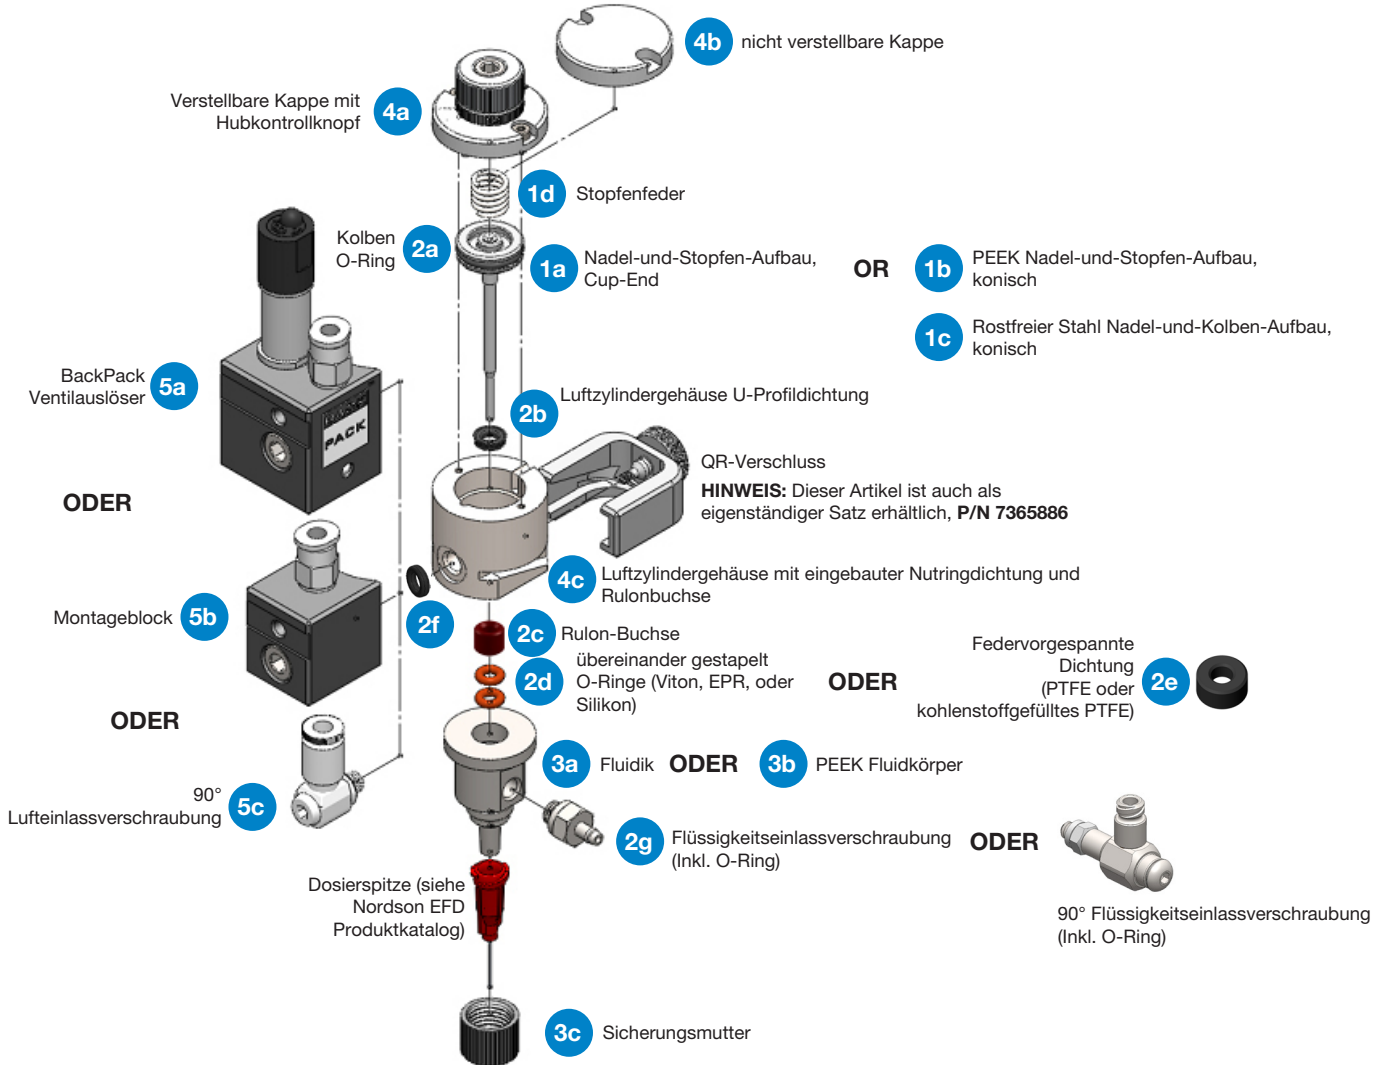 4b nicht verstellbare Kappe
Verstellbare Kappe mit
Hubkontrollknopf
4a
1d Stopfenfeder
Kolben
O-Ring
2a
1a Nadel-und-Stopfen-Aufbau,
Cup-End
OR
1b PEEK Nadel-und-Stopfen-Aufbau,
konisch
1c Rostfreier Stahl Nadel-und-Kolben-Aufbau,
konisch
BackPack
Ventilauslöser
5a
PACK
2b Luftzylindergehäuse U-Profildichtung
QR-Verschluss
HINWEIS: Dieser Artikel ist auch als
eigenständiger Satz erhältlich, P/N 7365886
ODER
4c Luftzylindergehäuse mit eingebauter Nutringdichtung und
Rulonbuchse
Montageblock 5b
2f
2c Rulon-Buchse
2d übereinander gestapelt
O-Ringe (Viton, EPR, oder
Silikon)
ODER
Federvorgespannte
Dichtung
(PTFE oder
kohlenstoffgefülltes PTFE)
2e
ODER
3a Fluidik ODER 3b PEEK Fluidkörper
90°
Lufteinlassverschraubung
5c
2g Flüssigkeitseinlassverschraubung
(Inkl. O-Ring)
ODER
90° Flüssigkeitseinlassverschraubung
(Inkl. O-Ring)
Dosierspitze (siehe
Nordson EFD
Produktkatalog)
3c Sicherungsmutter